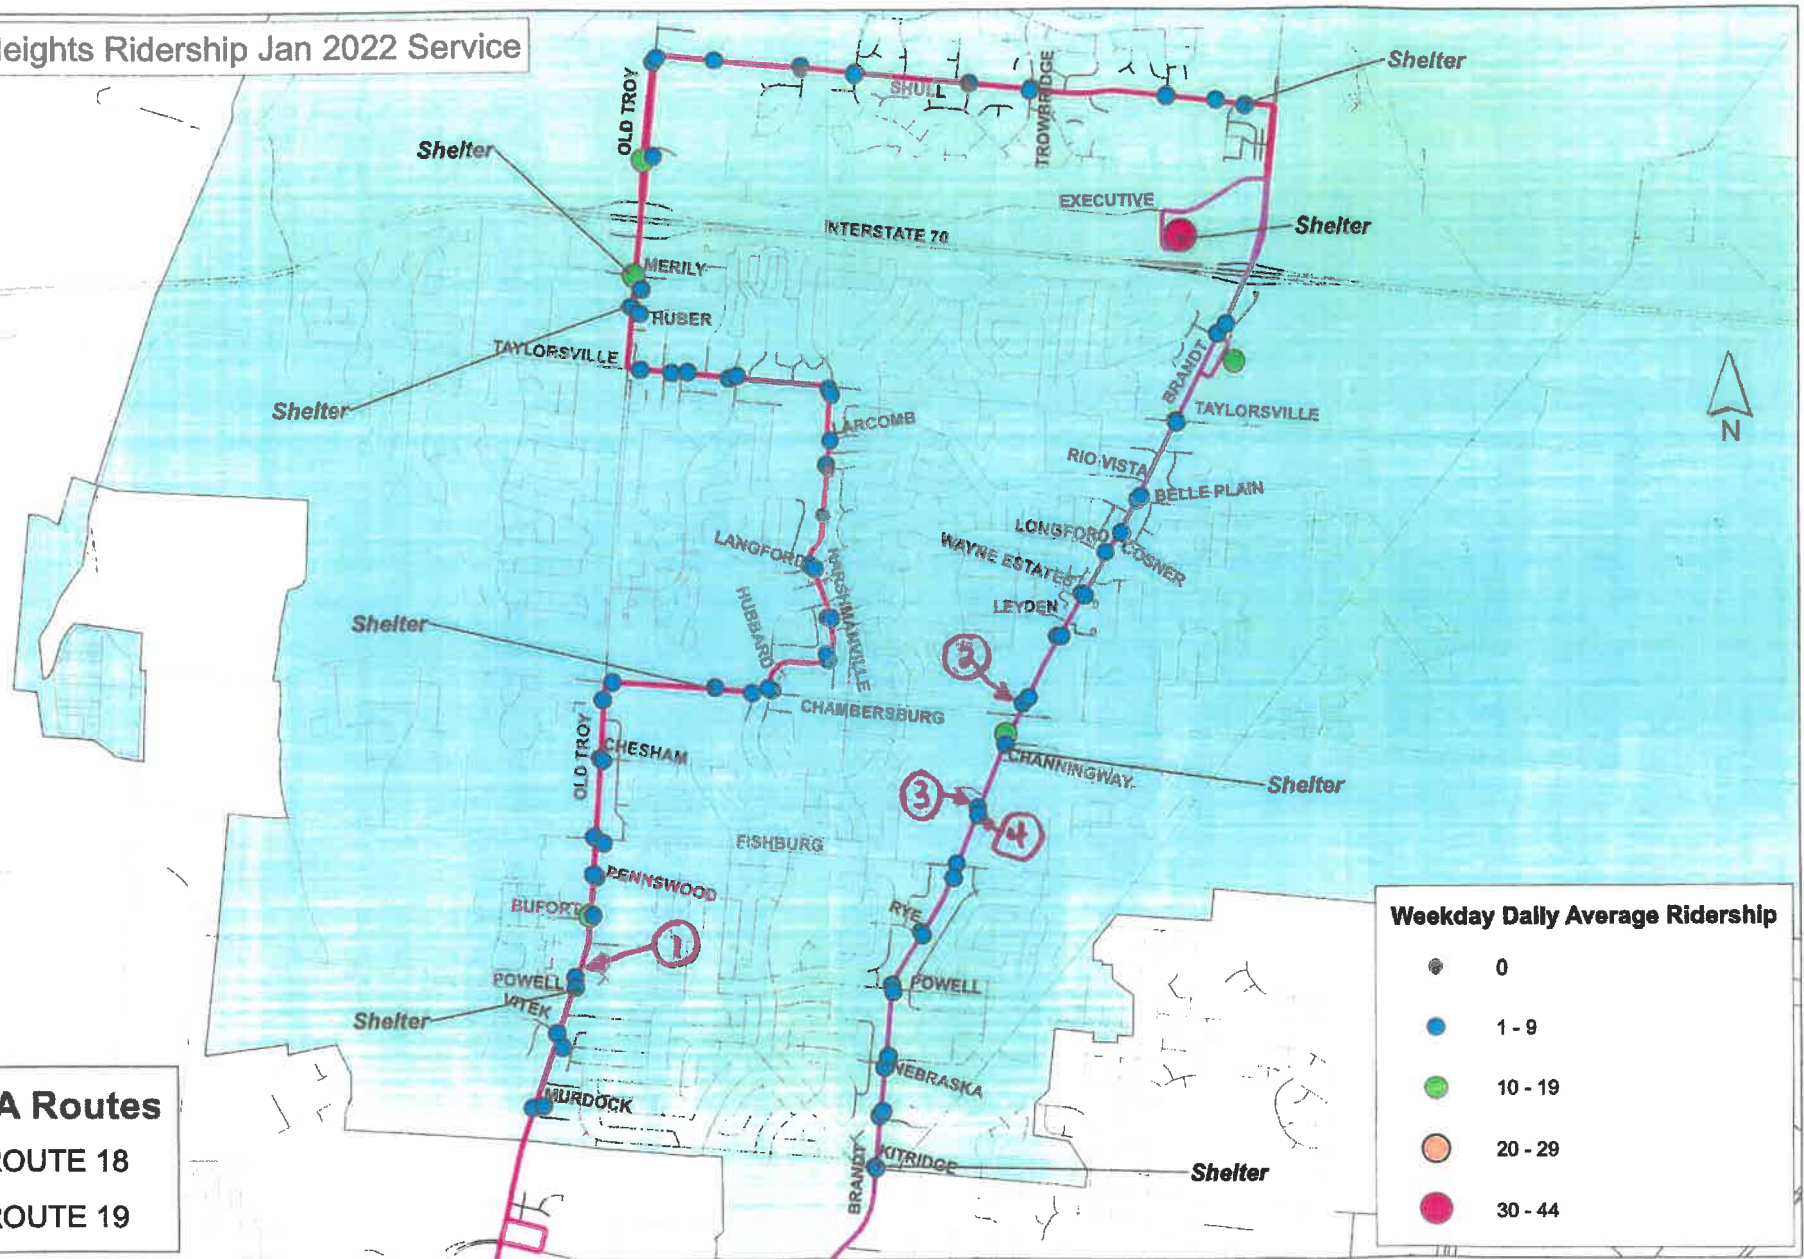 Heights Ridership Jan 2022 Service
Shelter
OLD TROY
SHULL
TROWBRIDGE
Shelter
EXECUTIVE
Shelter
INTERSTATE 70
MERILY
HUBER
TAYLORSVILLE
Shelter
BRANDT
TAYLORSVILLE
LARCOMB
N
RIO VISTA
BELLE PLAIN
LONGFORD
COSNER
WAYNE ESTATES
LANGFORD
HARSHMANVILLE
HUBBARD
LEYDEN
Shelter
2
CHAMBERSBURG
OLD TROY
CHESHAM
CHANNINGWAY
Shelter
3
4
FISHBURG
PENNSWOOD
BUFORT
RYE
1
POWELL
POWELL
VITEK
Shelter
NEBRASKA
MURDOCK
BRANDT
KITRIDGE
Shelter
A Routes
ROUTE 18
ROUTE 19
Weekday Daily Average Ridership
0
1 - 9
10 - 19
20 - 29
30 - 44